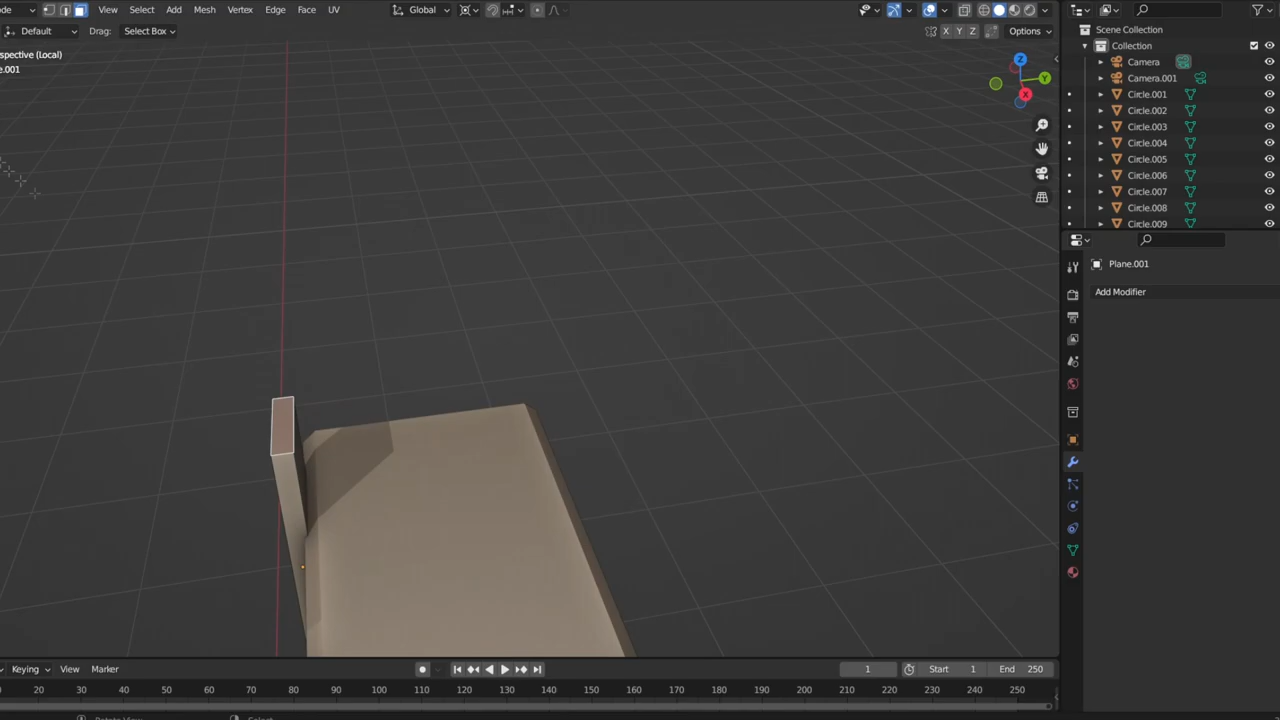 de View Select Add Mesh Vertex Edge Face UV Global
Default Drag: Select Box X Y Z Options
spective (Local)
e.001
Z
Y
X
Scene Collection
Collection
Camera
Camera.001
Circle.001
Circle.002
Circle.003
Circle.004
Circle.005
Circle.006
Circle.007
Circle.008
Circle.009
Plane.001
Add Modifier
Keying View Marker 1 Start 1 End 250
20 30 40 50 60 70 80 90 100 110 120 130 140 150 160 170 180 190 200 210 220 230 240 250
Rotate View Select